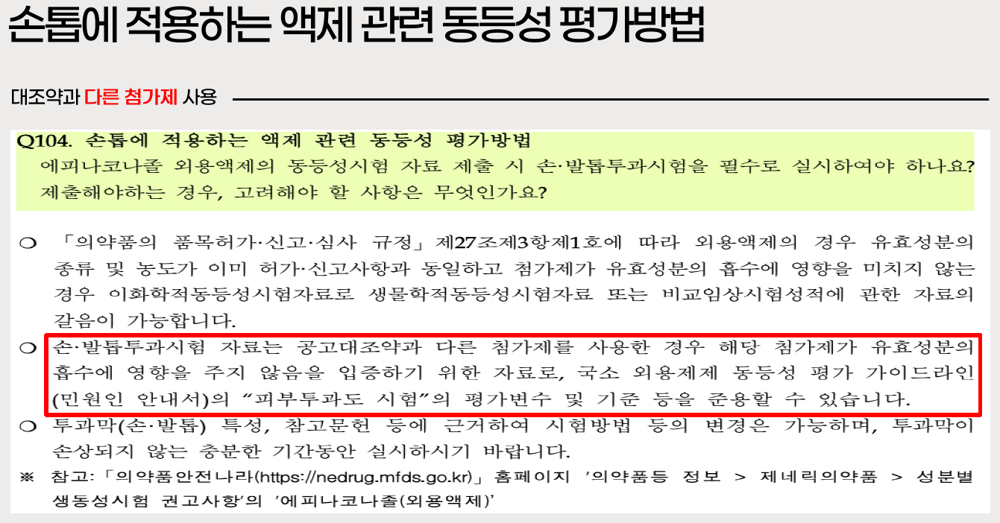 손톱에 적용하는 액제 관련 동등성 평가방법
대조약과 다른 첨가제 사용
Q104. 손톱에 적용하는 액제 관련 동등성 평가방법
에피나코나졸 외용액제의 동등성시험 자료 제출 시 손·발톱투과시험을 필수로 실시하여야 하나요?
제출해야하는 경우, 고려해야 할 사항은 무엇인가요?
○ 「의약품의 품목허가·신고·심사 규정」제27조제3항제1호에 따라 외용액제의 경우 유효성분의
종류 및 농도가 이미 허가·신고사항과 동일하고 첨가제가 유효성분의 흡수에 영향을 미치지 않는
경우 이화학적동등성시험자료로 생물학적동등성시험자료 또는 비교임상시험성적에 관한 자료의
갈음이 가능합니다.
○ 손·발톱투과시험 자료는 공고대조약과 다른 첨가제를 사용한 경우 해당 첨가제가 유효성분의
흡수에 영향을 주지 않음을 입증하기 위한 자료로, 국소 외용제제 동등성 평가 가이드라인
(민원인 안내서)의 “피부투과도 시험”의 평가변수 및 기준 등을 준용할 수 있습니다.
○ 투과막(손·발톱) 특성, 참고문헌 등에 근거하여 시험방법 등의 변경은 가능하며, 투과막이
손상되지 않는 충분한 기간동안 실시하시기 바랍니다.
※ 참고:「의약품안전나라(https://nedrug.mfds.go.kr)」홈페이지 '의약품등 정보 > 제네릭의약품 > 성분별
생동성시험 권고사항'의 '에피나코나졸(외용액제)'